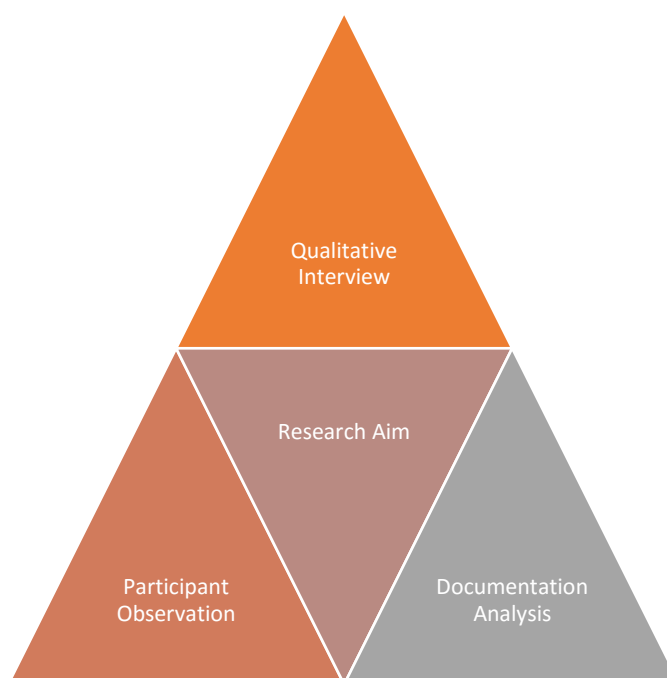 Qualitative
Interview
Research Aim
Participant
Observation
Documentation
Analysis